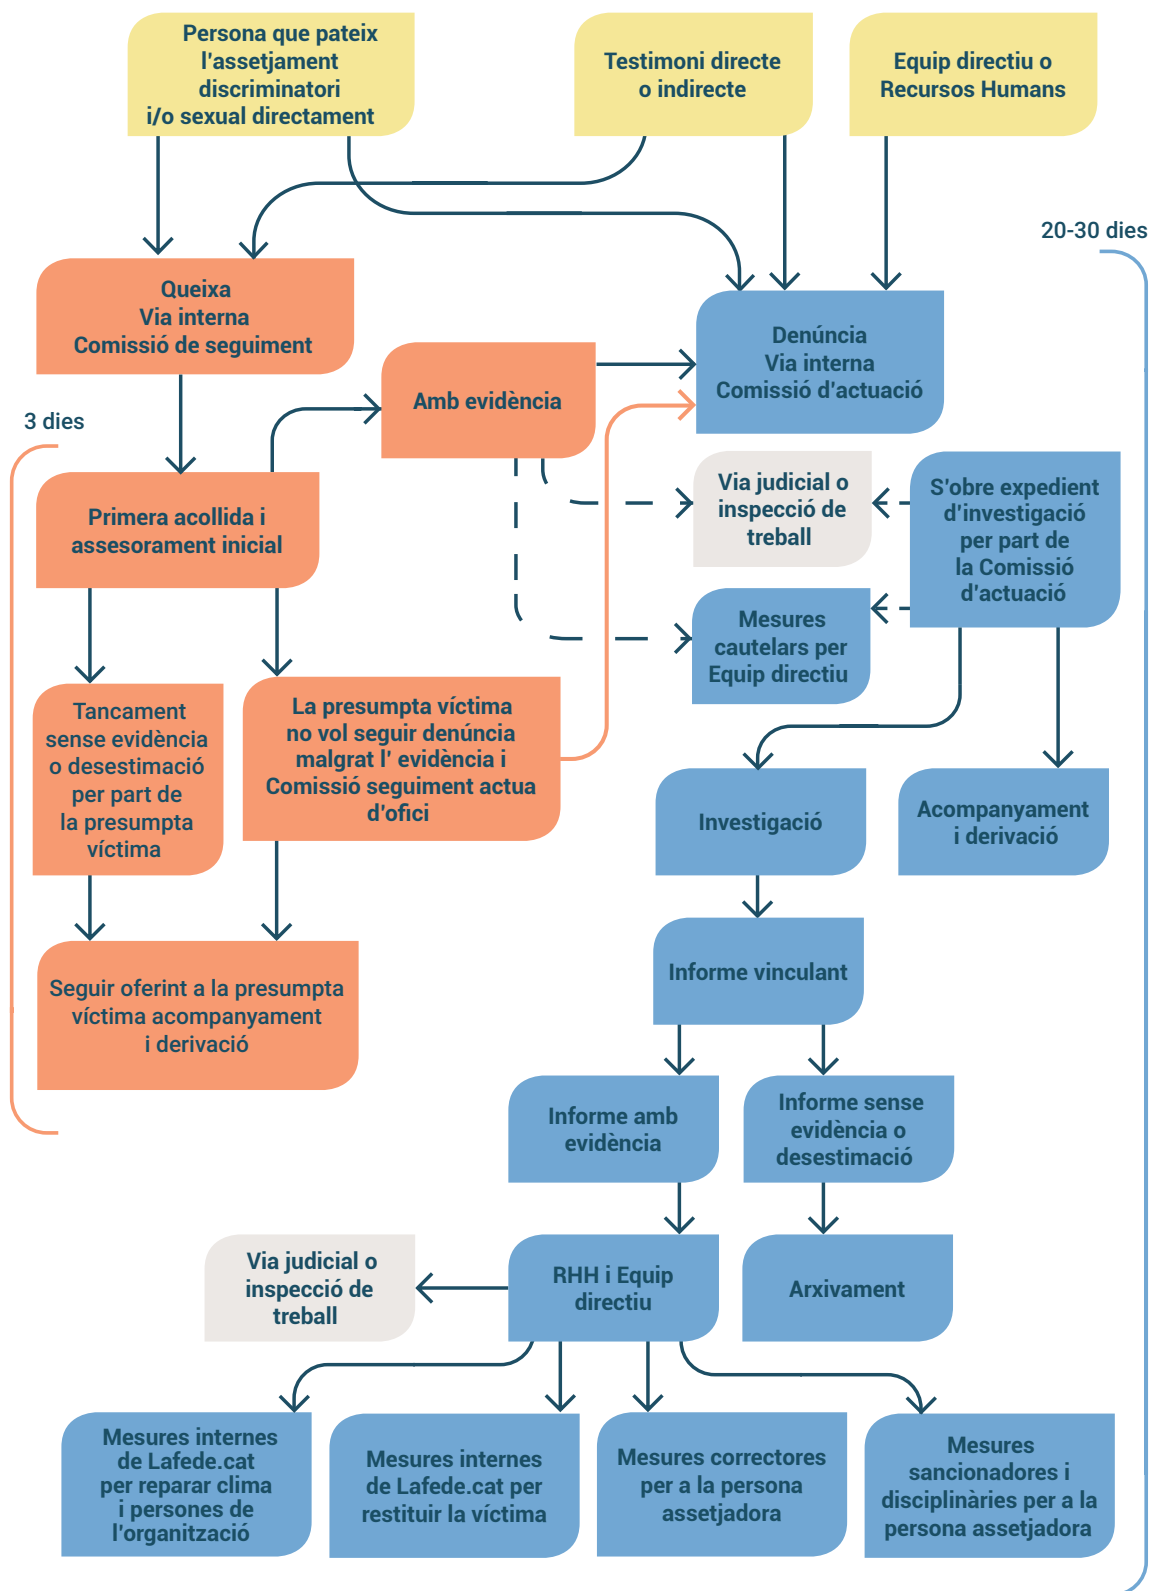 Persona que pateix
l'assetjament
discriminatori
i/o sexual directament
Testimoni directe
o indirecte
Equip directiu o
Recursos Humans
20-30 dies
Queixa
Via interna
Comissió de seguiment
Denúncia
Via interna
Comissió d'actuació
Amb evidència
3 dies
Primera acollida i
assesorament inicial
Via judicial o
inspecció de
treball
S'obre expedient
d'investigació
per part de
la Comissió
d'actuació
Mesures
cautelars per
Equip directiu
Tancament
sense evidència
o desestimació
per part de
la presumpta
víctima
La presumpta víctima
no vol seguir denúncia
malgrat l' evidència i
Comissió seguiment actua
d'ofici
Investigació
Acompanyament
i derivació
Seguir oferint a la presumpta
víctima acompanyament
i derivació
Informe vinculant
Informe amb
evidència
Informe sense
evidència o
desestimació
Via judicial o
inspecció de
treball
RHH i Equip
directiu
Arxivament
Mesures internes
de Lafede.cat
per reparar clima
i persones de
l'organització
Mesures internes
de Lafede.cat per
restituir la víctima
Mesures correctores
per a la persona
assetjadora
Mesures
sancionadores i
disciplinàries per a la
persona assetjadora